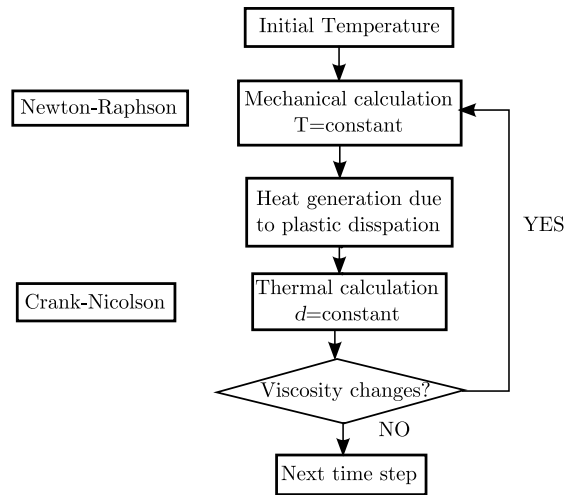 Initial Temperature
Newton-Raphson
Mechanical calculation
T=constant
Heat generation due
to plastic disspation
YES
Crank-Nicolson
Thermal calculation
d=constant
Viscosity changes?
NO
Next time step